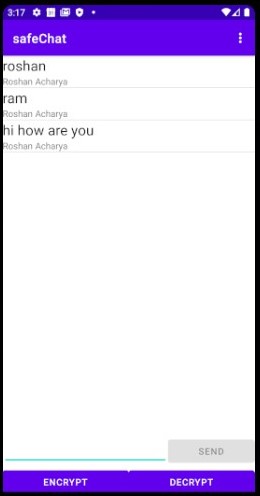 3:17
safeChat
roshan
Roshan Acharya
ram
Roshan Acharya
hi how are you
Roshan Acharya
SEND
ENCRYPT
DECRYPT